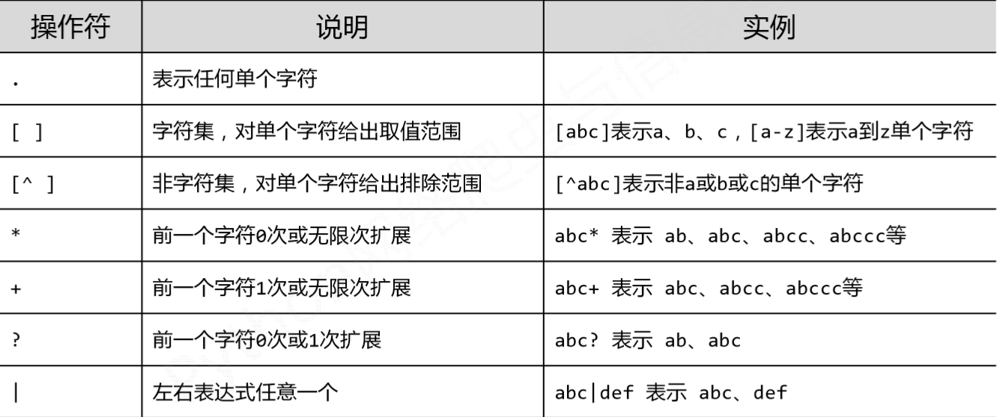 操作符 说明 实例
. 表示任何单个字符
[ ] 字符集，对单个字符给出取值范围 [abc]表示a、b、c，[a-z]表示a到z单个字符
[^ ] 非字符集，对单个字符给出排除范围 [^abc]表示非a或b或c的单个字符
* 前一个字符0次或无限次扩展 abc* 表示 ab、abc、abcc、abccc等
+ 前一个字符1次或无限次扩展 abc+ 表示 abc、abcc、abccc等
? 前一个字符0次或1次扩展 abc? 表示 ab、abc
| 左右表达式任意一个 abc|def 表示 abc、def